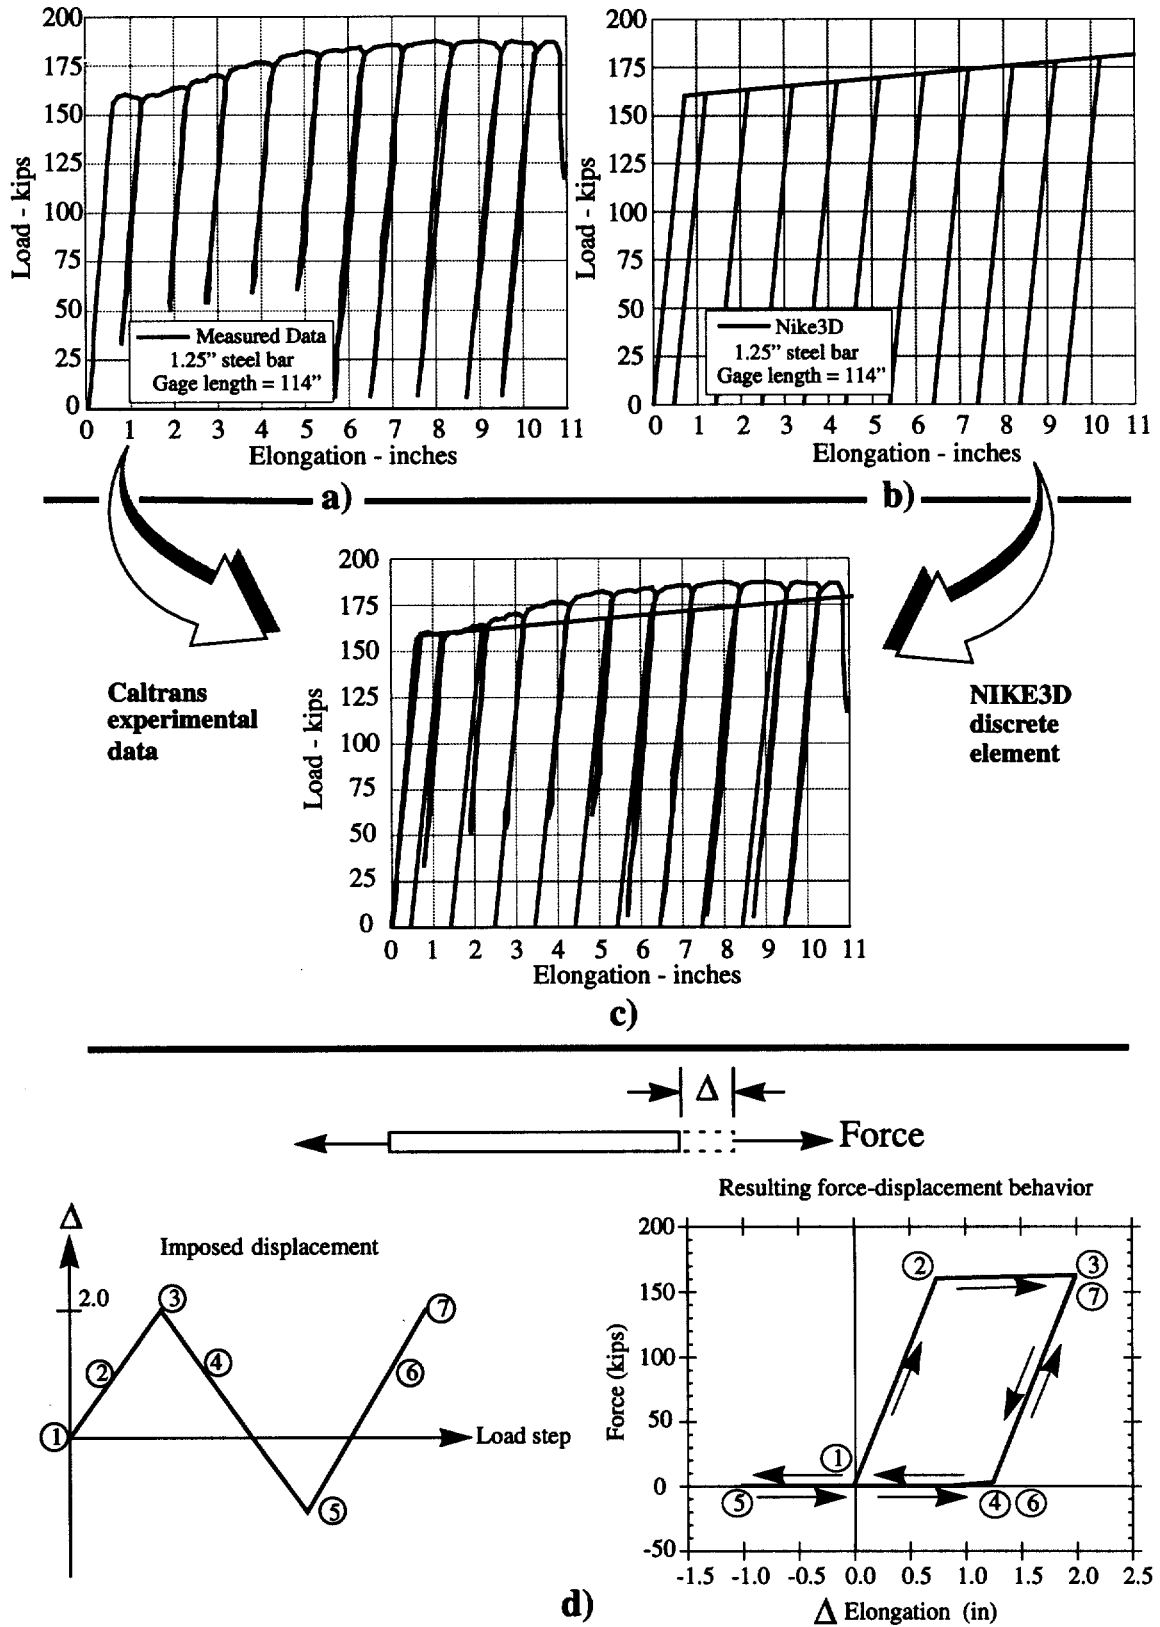 200
175
150
125
100
75
50
25
0
Load - kips
Measured Data
1.25” steel bar
Gage length = 114”
0 1 2 3 4 5 6 7 8 9 10 11
Elongation - inches
a)
200
175
150
125
100
75
50
25
0
Load - kips
Nike3D
1.25” steel bar
Gage length = 114”
0 1 2 3 4 5 6 7 8 9 10 11
Elongation - inches
b)
Caltrans
experimental
data
200
175
150
125
100
75
50
25
0
Load - kips
0 1 2 3 4 5 6 7 8 9 10 11
Elongation - inches
c)
NIKE3D
discrete
element
Δ
Force
Δ
Imposed displacement
2.0
1
2
3
4
5
6
7
Load step
Resulting force-displacement behavior
200
150
100
50
0
-50
Force (kips)
1
2
3
7
5
4 6
-1.5 -1.0 -0.5 0.0 0.5 1.0 1.5 2.0 2.5
Δ Elongation (in)
d)